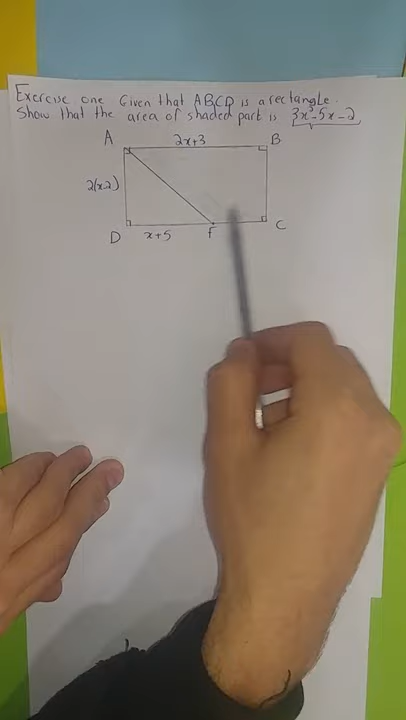 Exercise one Given that ABCD is a rectangle.
Show that the area of shaded part is 3x²-5x-2
A 2x+3 B
2(x-2)
D x+5 F C